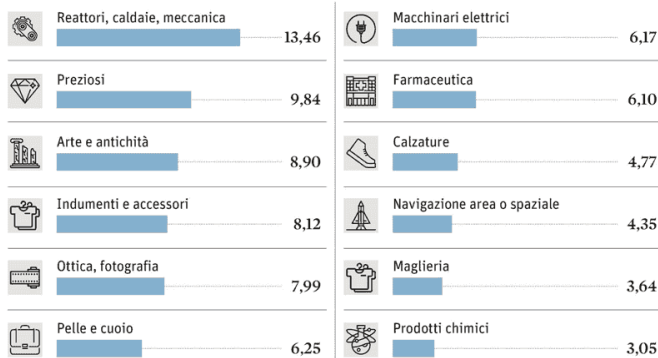 Reattori, caldaie, meccanica
13,46
Preziosi
9,84
Arte e antichità
8,90
Indumenti e accessori
8,12
Ottica, fotografia
7,99
Pelle e cuoio
6,25
Macchinari elettrici
6,17
Farmaceutica
6,10
Calzature
4,77
Navigazione area o spaziale
4,35
Maglieria
3,64
Prodotti chimici
3,05